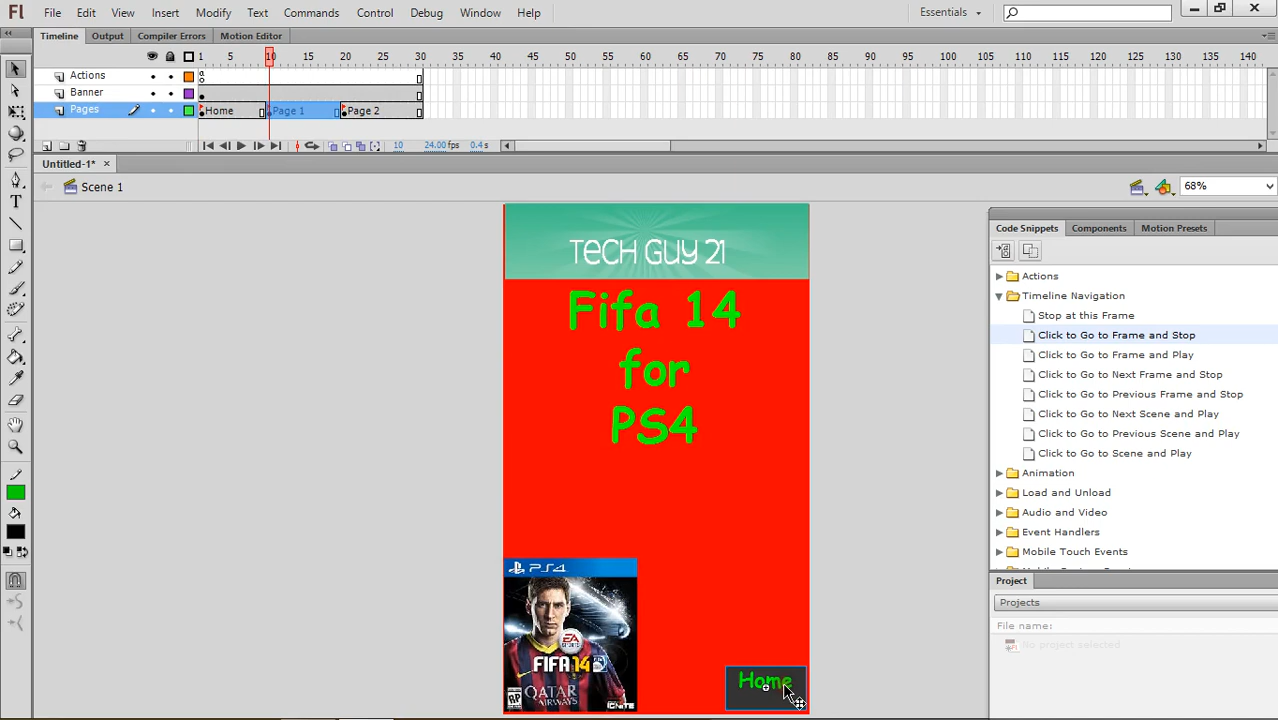 Fl File Edit View Insert Modify Text Commands Control Debug Window Help Essentials
Timeline Output Compiler Errors Motion Editor
1 5 10 15 20 25 30 35 40 45 50 55 60 65 70 75 80 85 90 95 100 105 110 115 120 125 130 135 140
Actions
Banner
Pages Home Page 1 Page 2
10 24.00 fps 0.4 s
Untitled-1*
Scene 1 68%
TECH GUY 21
Fifa 14
for
PS4
PS4
EA
SPORTS
FIFA 14
QATAR
AIRWAYS
RP
IGNITE
Home
Code Snippets Components Motion Presets
Actions
Timeline Navigation
Stop at this Frame
Click to Go to Frame and Stop
Click to Go to Frame and Play
Click to Go to Next Frame and Stop
Click to Go to Previous Frame and Stop
Click to Go to Next Scene and Play
Click to Go to Previous Scene and Play
Click to Go to Scene and Play
Animation
Load and Unload
Audio and Video
Event Handlers
Mobile Touch Events
Project
Projects
File name:
No project selected